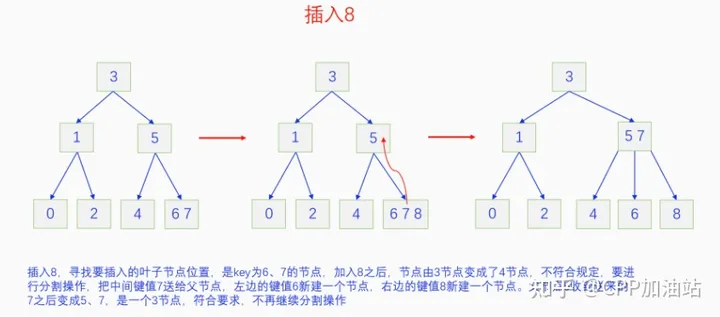 插入8
3
3
3
1 5
1 5
1 5 7
0 2 4 6 7
0 2 4 6 7 8
0 2 4 6 8
插入8，寻找要插入的叶子节点位置，是key为6、7的节点，加入8之后，节点由3节点变成了4节点，不符合规定，要进
行分割操作，把中间键值7送给父节点，左边的键值6新建一个节点，右边的键值8新建一个节点。
7之后变成5、7，是一个3节点，符合要求，不再继续分割操作
知乎 @CPP加油站